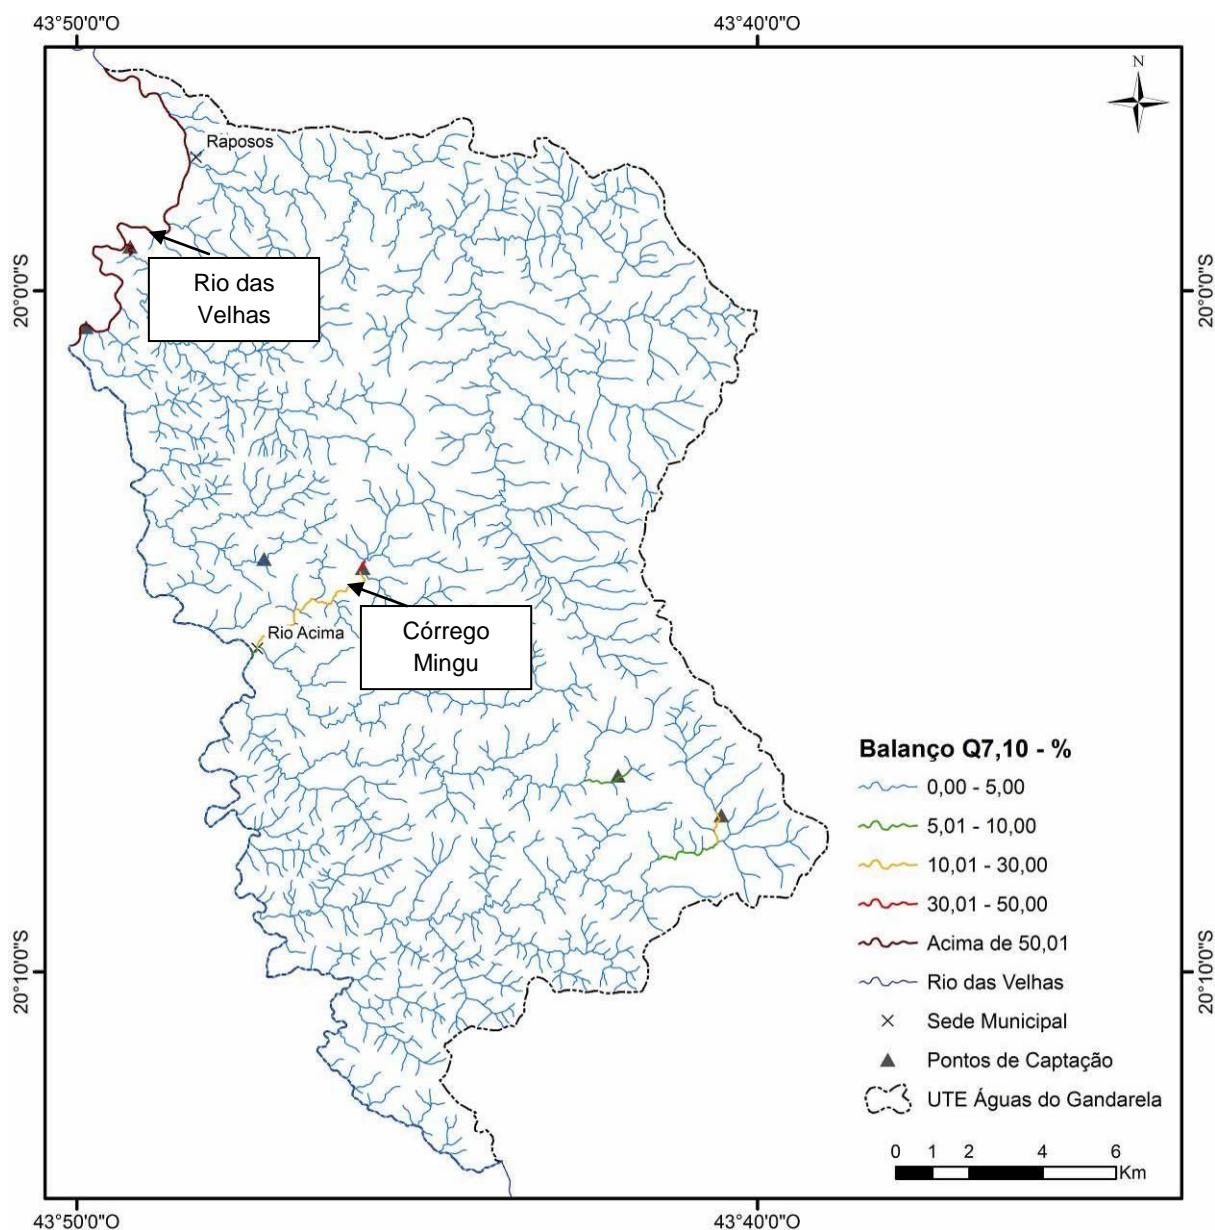 43°50'0"O
43°40'0"O
N
Raposos
Rio das
Velhas
20°0'0"S
20°0'0"S
Rio Acima
Córrego
Mingu
Balanço Q7,10 - %
0,00 - 5,00
5,01 - 10,00
10,01 - 30,00
30,01 - 50,00
Acima de 50,01
Rio das Velhas
Sede Municipal
Pontos de Captação
UTE Águas do Gandarela
20°10'0"S
20°10'0"S
0 1 2 4 6
Km
43°50'0"O
43°40'0"O